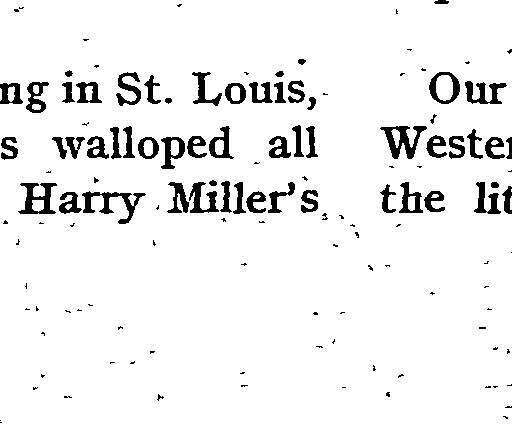 ng in St. Louis,
s walloped all
Harry Miller's
Our
Wester
the lit